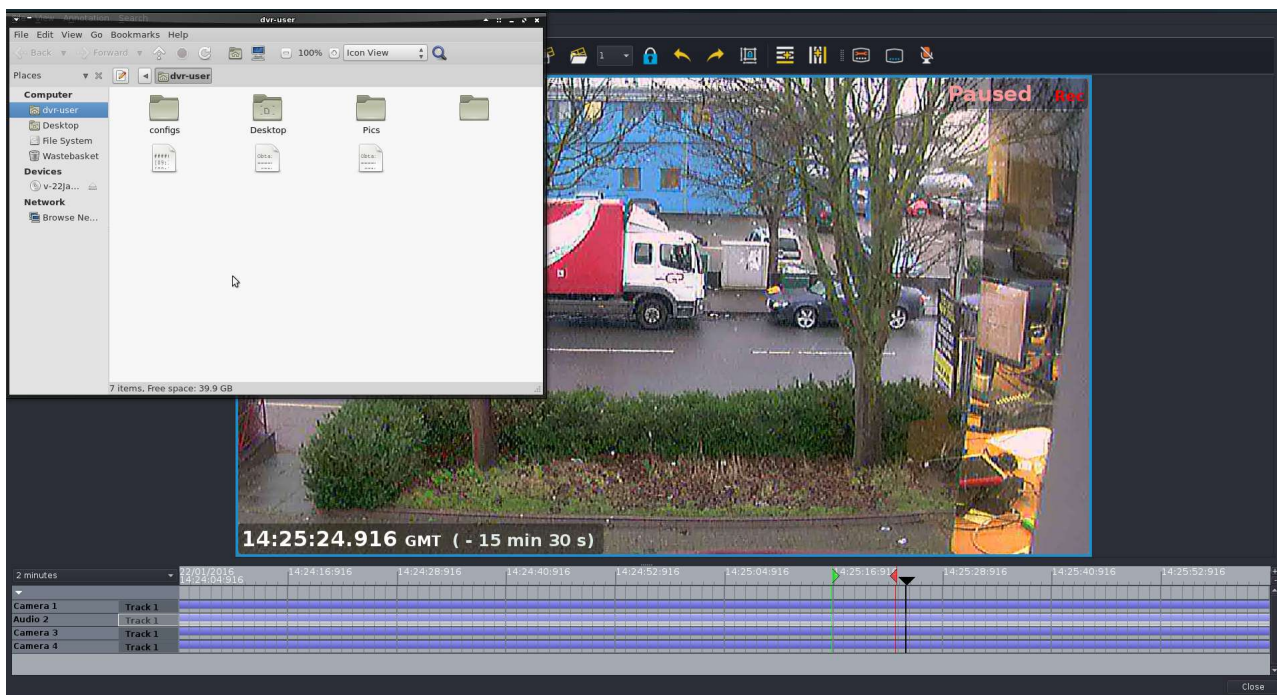 View Annotation Search
dvr-user
File Edit View Go Bookmarks Help
Back Forward 100% Icon View
1
Places dvr-user
Computer
dvr-user
Desktop
File System
Wastebasket
Devices
v-22Ja...
Network
Browse Ne...
configs Desktop Pics
7 items, Free space: 39.9 GB
Paused Rec
14:25:24.916 GMT ( - 15 min 30 s)
2 minutes
22/01/2016
14:24:04:916 14:24:16:916 14:24:28:916 14:24:40:916 14:24:52:916 14:25:04:916 14:25:16:916 14:25:28:916 14:25:40:916 14:25:52:916
Camera 1 Track 1
Audio 2 Track 1
Camera 3 Track 1
Camera 4 Track 1
Close